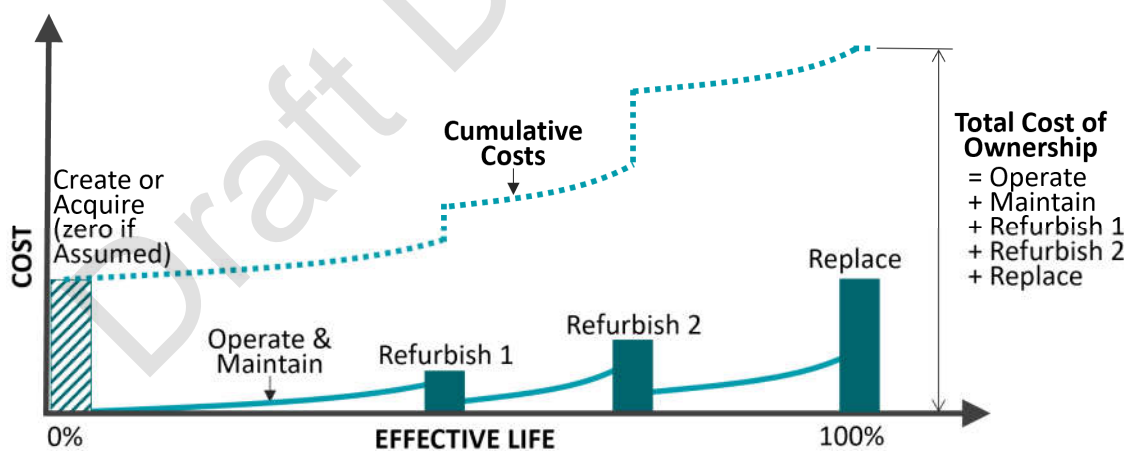 Draft D
Cumulative
Costs
Total Cost of
Ownership
= Operate
+ Maintain
+ Refurbish 1
+ Refurbish 2
+ Replace
Create or
Acquire
(zero if
Assumed)
COST
Replace
Operate &
Maintain
Refurbish 1
Refurbish 2
0%
EFFECTIVE LIFE
100%